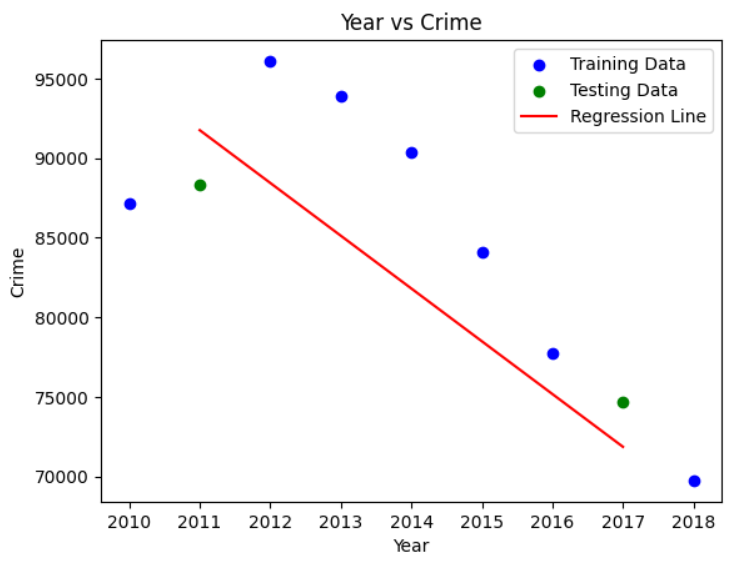 Year vs Crime
Training Data
Testing Data
Regression Line
95000
90000
85000
80000
75000
70000
Crime
2010 2011 2012 2013 2014 2015 2016 2017 2018
Year